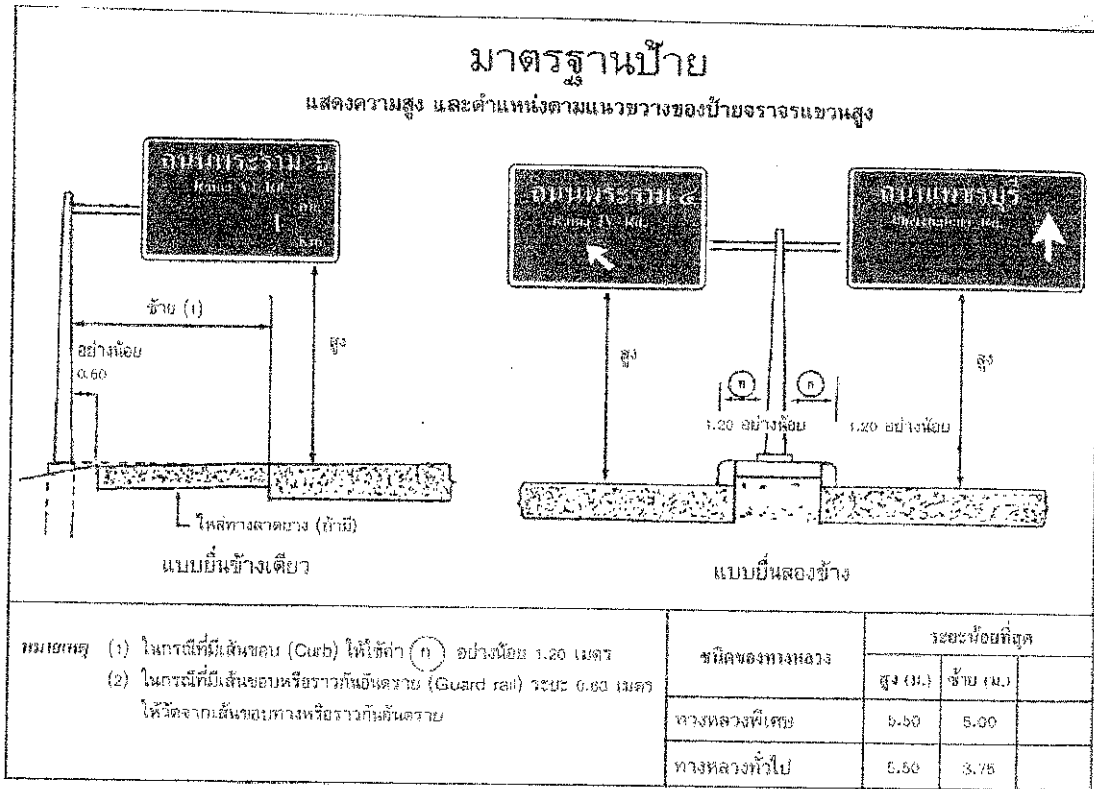 มาตรฐานป้าย
แสดงความสูง และตำแหน่งตามแนวขวางของป้ายจราจรแขวนสูง
ถนนพระราม ๖
Rama VI Rd.
1
กม.
km
ซ้าย (1)
อย่างน้อย
0.60
สูง
ไหล่ทางลาดยาง (ถ้ามี)
แบบยื่นข้างเดียว
ถนนพระราม ๔
Rama IV Rd.
ถนนเพชรบุรี
สูง
สูง
ก
1.20 อย่างน้อย
1.20 อย่างน้อย
แบบยื่นสองข้าง
หมายเหตุ (1) ในกรณีที่มีเส้นขอบ (Curb) ให้ใช้ค่า ก อย่างน้อย 1.20 เมตร
(2) ในกรณีที่มีเส้นขอบหรือราวกันอันตราย (Guard rail) ระยะ 0.60 เมตร
ให้วัดจากเส้นขอบทางหรือราวกันอันตราย
ชนิดของทางหลวง
ระยะน้อยที่สุด
สูง (ม.) ซ้าย (ม.)
ทางหลวงพิเศษ 5.50 5.00
ทางหลวงทั่วไป 5.50 3.75